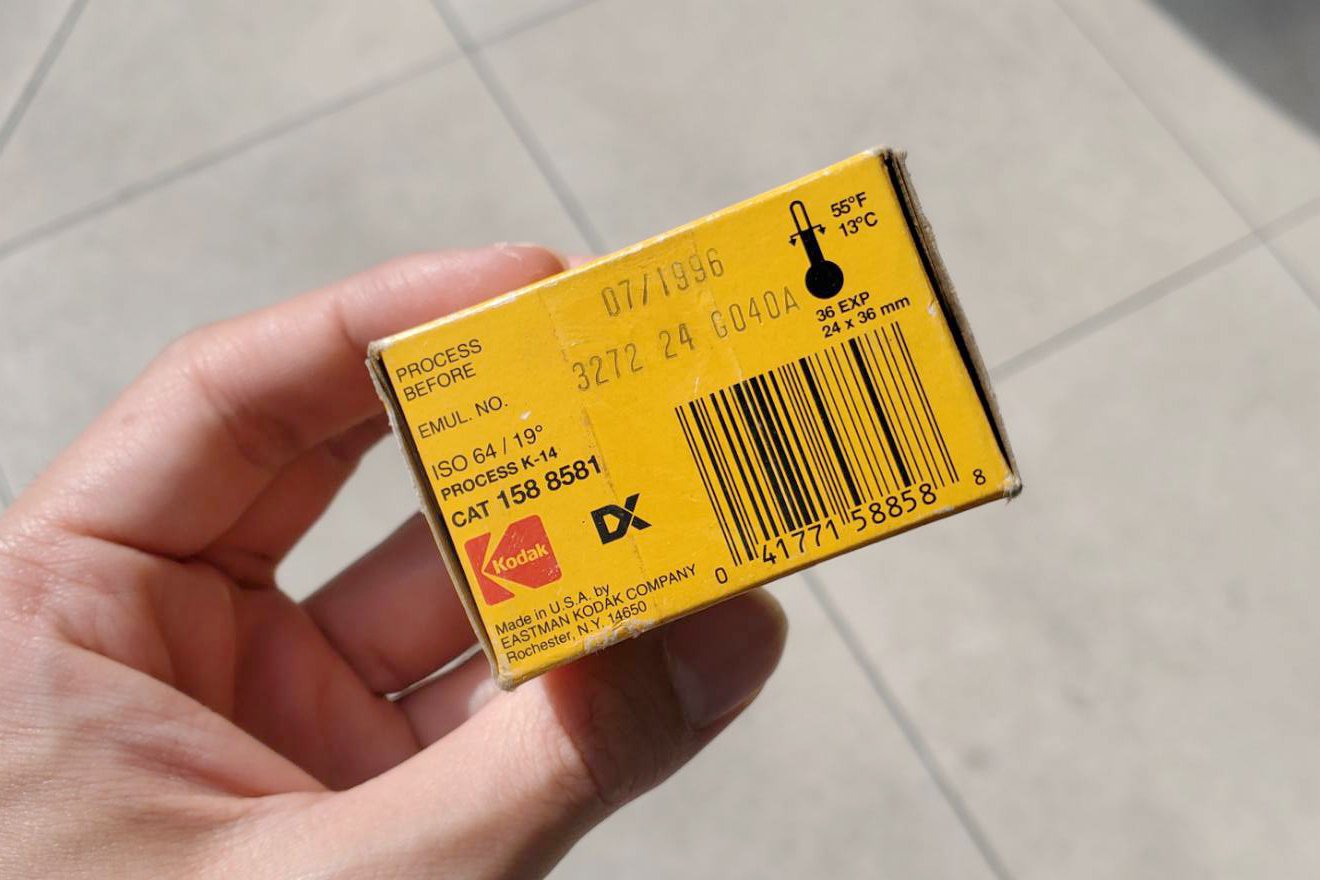 07/1996
3272 24 G040A
55°F
13°C
36 EXP
24 x 36 mm
PROCESS
BEFORE
EMUL. NO.
ISO 64 / 19°
PROCESS K-14
CAT 158 8581
Kodak
DX
Made in U.S.A. by
EASTMAN KODAK COMPANY
Rochester, N.Y. 14650
0 41771 58858 8